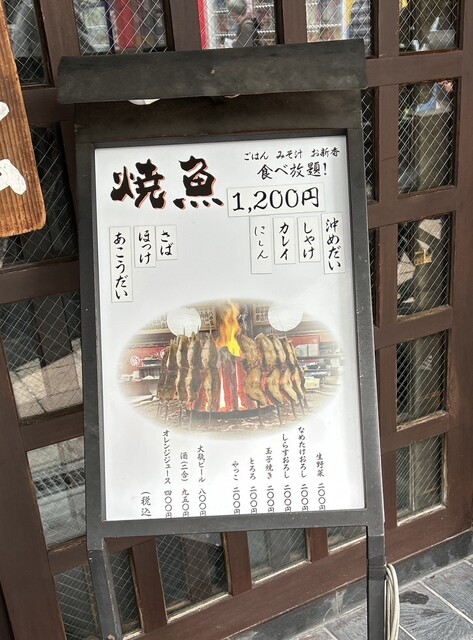 焼魚
ごはん みそ汁 お新香
食べ放題!
1,200円
沖めだい
しゃけ
カレイ
にしん
さば
ほっけ
あこうだい
生野菜 二〇〇円
なめたけおろし 二〇〇円
しらすおろし 二〇〇円
玉子焼き 二〇〇円
とろろ 二〇〇円
やっこ 二〇〇円
大瓶ビール 八〇〇円
酒(二合) 九五〇円
オレンジジュース 四〇〇円
(税込